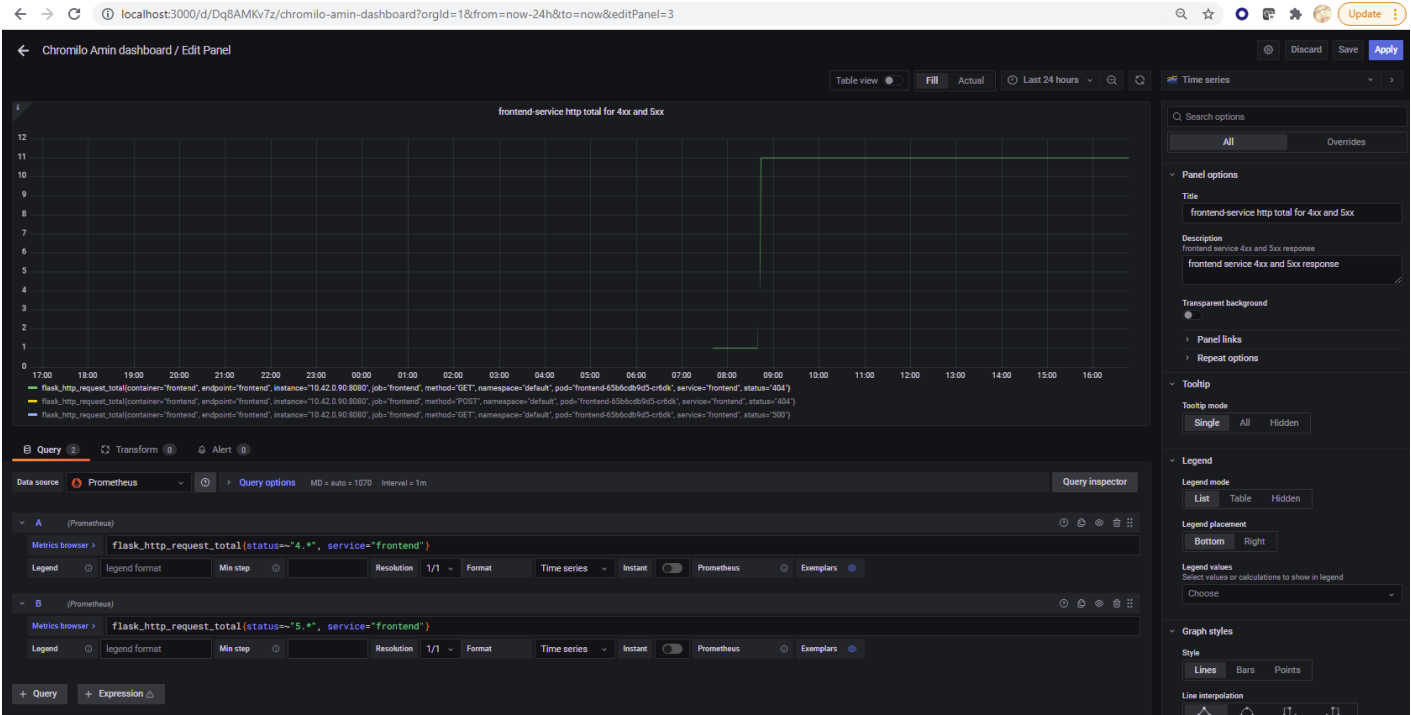 localhost:3000/d/Dq8AMKv7z/chromilo-amin-dashboard?orgId=1&from=now-24h&to=now&editPanel=3
Update
Chromilo Amin dashboard / Edit Panel
Discard Save Apply
Table view Fill Actual Last 24 hours
Time series
frontend-service http total for 4xx and 5xx
Search options
All Overrides
12
11
10
9
8
7
6
5
4
3
2
1
0
17:00 18:00 19:00 20:00 21:00 22:00 23:00 00:00 01:00 02:00 03:00 04:00 05:00 06:00 07:00 08:00 09:00 10:00 11:00 12:00 13:00 14:00 15:00 16:00
flask_http_request_total{container="frontend", endpoint="frontend", instance="10.42.0.90:8080", job="frontend", method="GET", namespace="default", pod="frontend-65b6cdb9d5-cr6dk", service="frontend", status="404"}
flask_http_request_total{container="frontend", endpoint="frontend", instance="10.42.0.90:8080", job="frontend", method="POST", namespace="default", pod="frontend-65b6cdb9d5-cr6dk", service="frontend", status="404"}
flask_http_request_total{container="frontend", endpoint="frontend", instance="10.42.0.90:8080", job="frontend", method="GET", namespace="default", pod="frontend-65b6cdb9d5-cr6dk", service="frontend", status="500"}
Panel options
Title
frontend-service http total for 4xx and 5xx
Description
frontend service 4xx and 5xx response
frontend service 4xx and 5xx response
Transparent background
Panel links
Repeat options
Tooltip
Tooltip mode
Single All Hidden
Legend
Legend mode
List Table Hidden
Legend placement
Bottom Right
Legend values
Select values or calculations to show in legend
Choose
Graph styles
Style
Lines Bars Points
Line interpolation
Query 2 Transform 0 Alert 0
Data source Prometheus Query options MD = auto = 1070 Interval = 1m Query inspector
A (Prometheus)
Metrics browser > flask_http_request_total{status=~"4.*", service="frontend"}
Legend legend format Min step Resolution 1/1 Format Time series Instant Prometheus Exemplars
B (Prometheus)
Metrics browser > flask_http_request_total{status=~"5.*", service="frontend"}
Legend legend format Min step Resolution 1/1 Format Time series Instant Prometheus Exemplars
+ Query + Expression